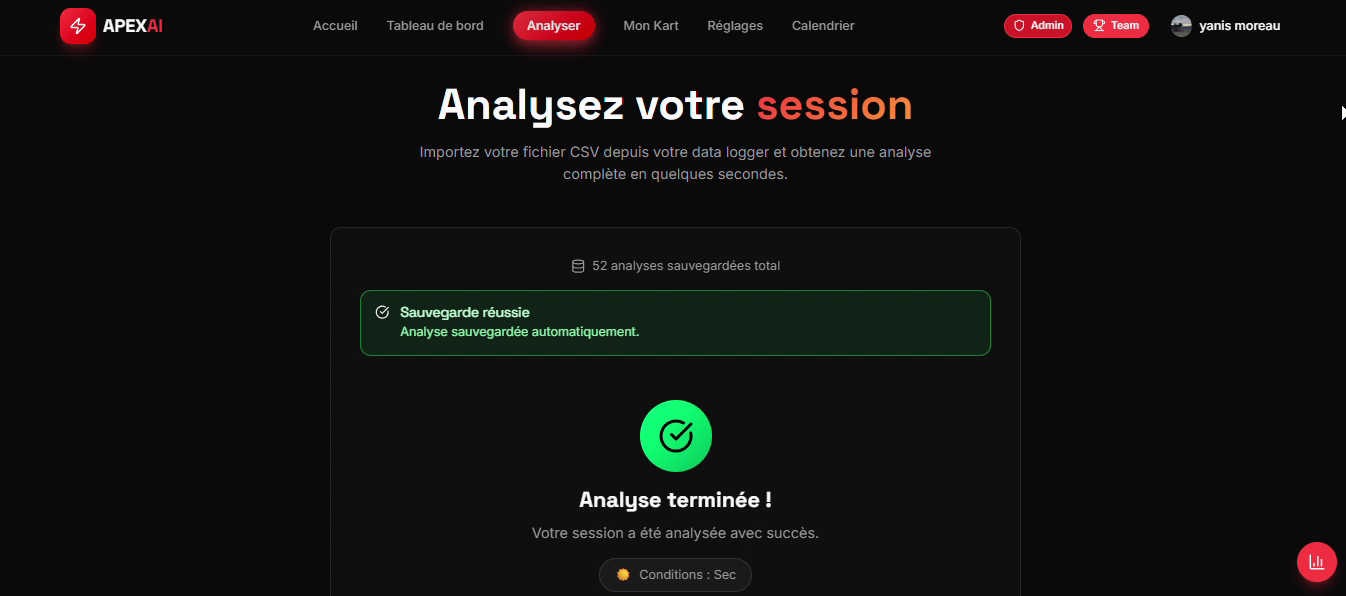 APEXAI
Accueil
Tableau de bord
Analyser
Mon Kart
Réglages
Calendrier
Admin
Team
yanis moreau
Analysez votre session
Importez votre fichier CSV depuis votre data logger et obtenez une analyse
complète en quelques secondes.
52 analyses sauvegardées total
Sauvegarde réussie
Analyse sauvegardée automatiquement.
Analyse terminée !
Votre session a été analysée avec succès.
Conditions : Sec